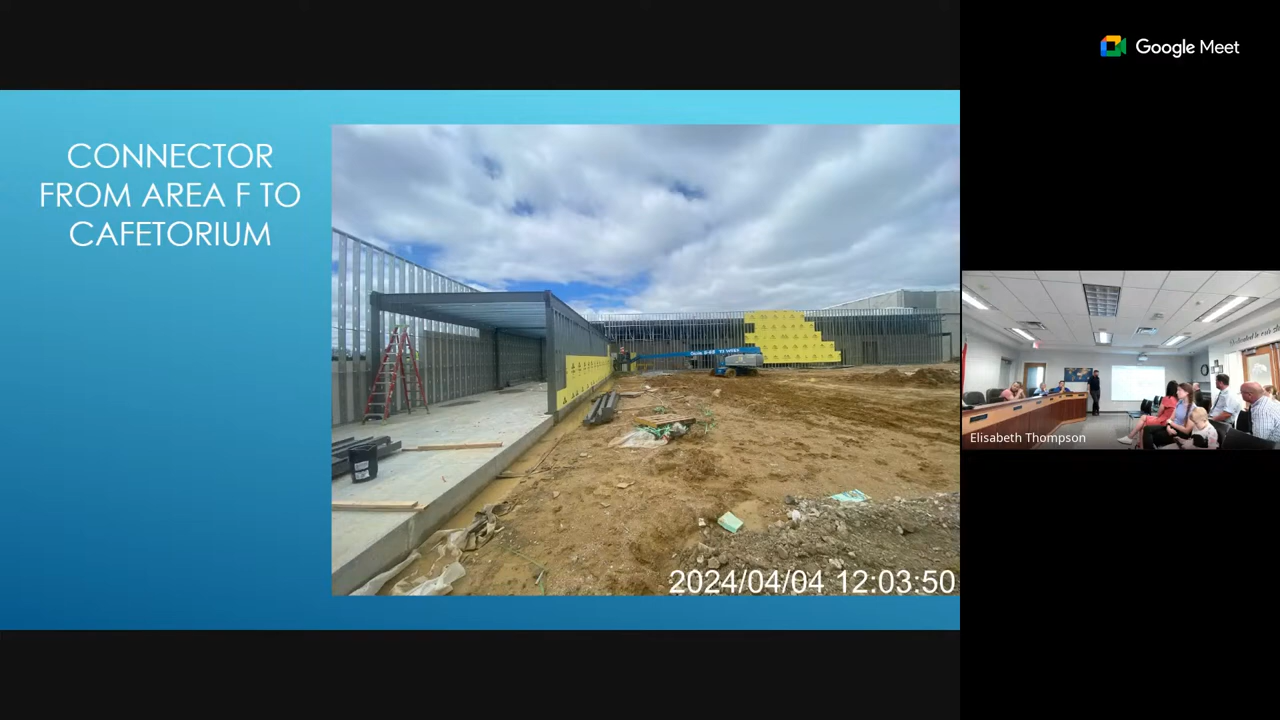 Google Meet
CONNECTOR
FROM AREA F TO
CAFETORIUM
2024/04/04 12:03:50
Elisabeth Thompson